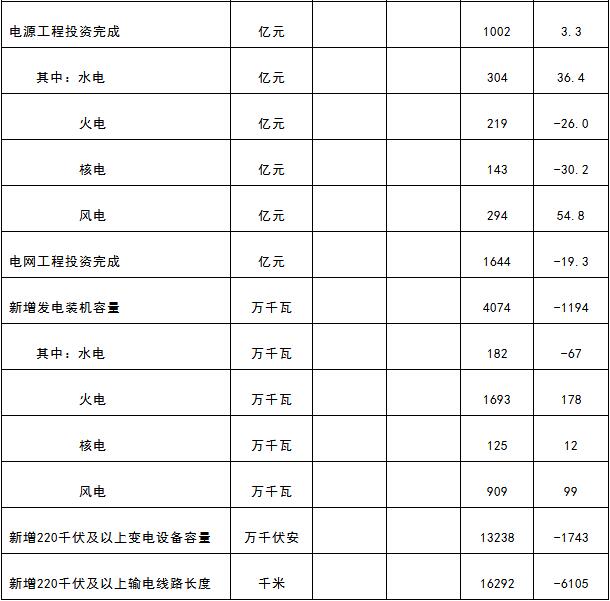 电源工程投资完成 亿元 1002 3.3
其中：水电 亿元 304 36.4
火电 亿元 219 -26.0
核电 亿元 143 -30.2
风电 亿元 294 54.8
电网工程投资完成 亿元 1644 -19.3
新增发电装机容量 万千瓦 4074 -1194
其中：水电 万千瓦 182 -67
火电 万千瓦 1693 178
核电 万千瓦 125 12
风电 万千瓦 909 99
新增220千伏及以上变电设备容量 万千伏安 13238 -1743
新增220千伏及以上输电线路长度 千米 16292 -6105